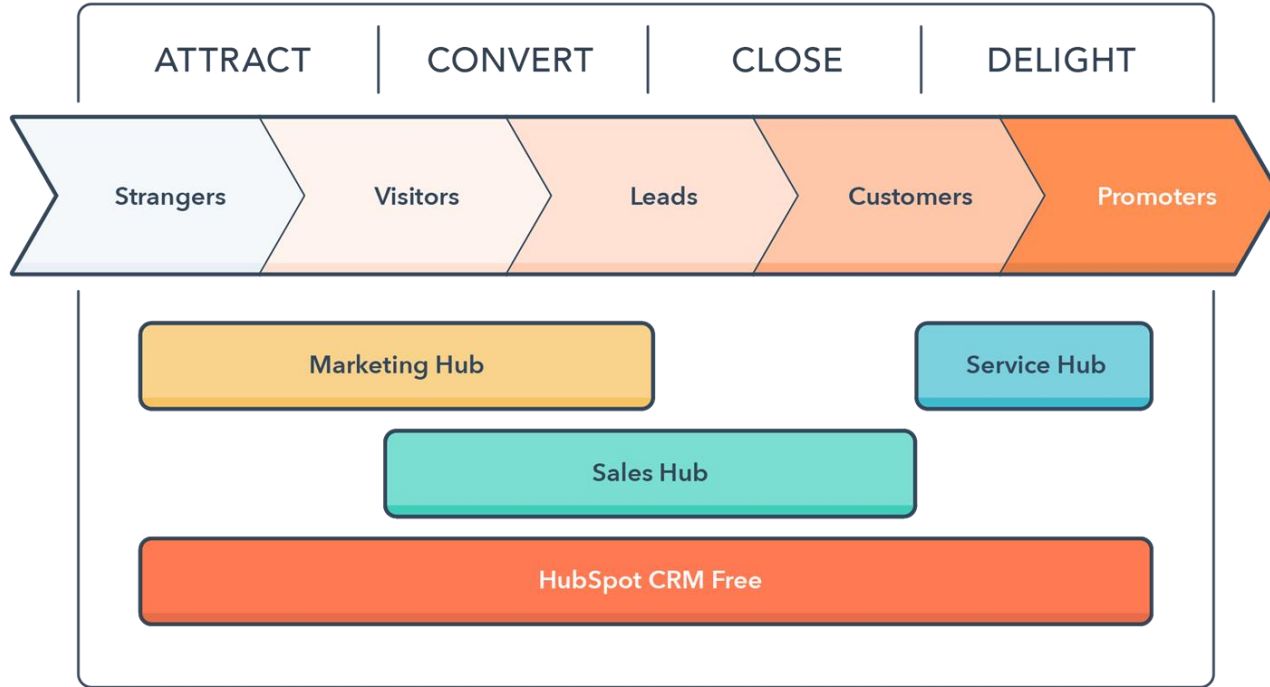 ATTRACT CONVERT CLOSE DELIGHT
Strangers Visitors Leads Customers Promoters
Marketing Hub Service Hub
Sales Hub
HubSpot CRM Free